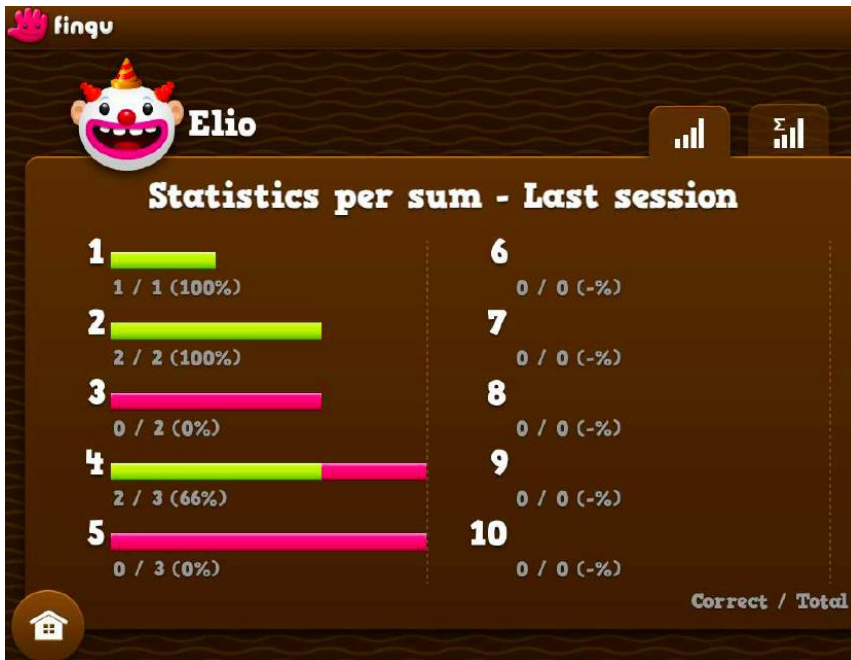 fingu
Elio
Σ
Statistics per sum - Last session
1
1 / 1 (100%)
2
2 / 2 (100%)
3
0 / 2 (0%)
4
2 / 3 (66%)
5
0 / 3 (0%)
6
0 / 0 (-%)
7
0 / 0 (-%)
8
0 / 0 (-%)
9
0 / 0 (-%)
10
0 / 0 (-%)
Correct / Total